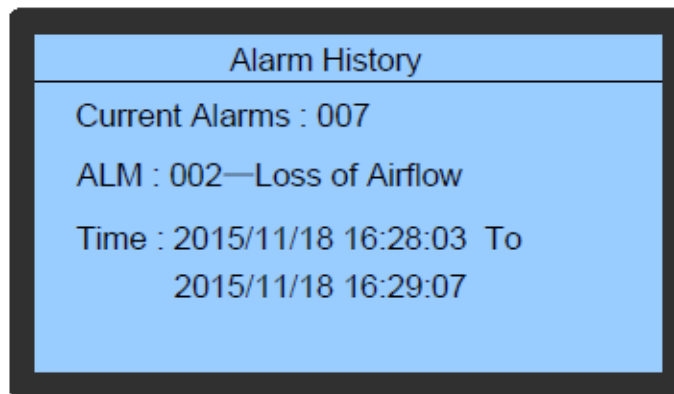 Alarm History
Current Alarms : 007
ALM : 002—Loss of Airflow
Time : 2015/11/18 16:28:03 To
2015/11/18 16:29:07